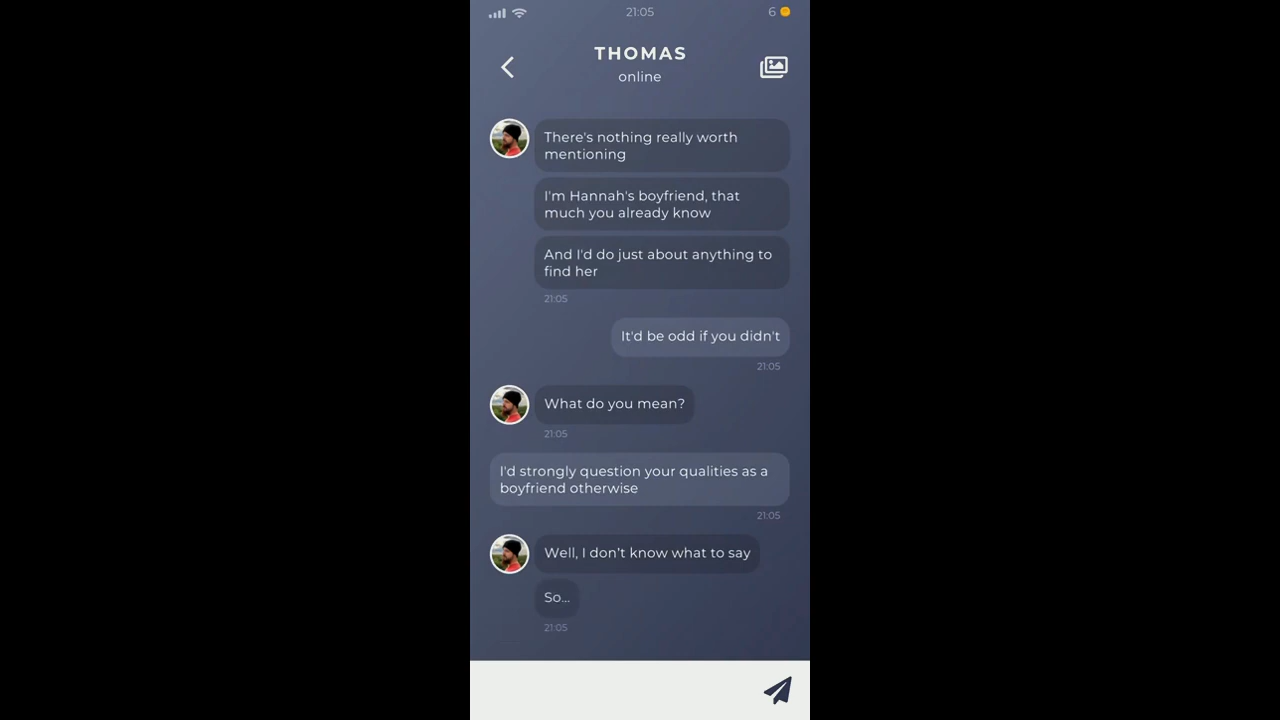 21:05
6
THOMAS
online
There's nothing really worth
mentioning
I'm Hannah's boyfriend, that
much you already know
And I'd do just about anything to
find her
21:05
It'd be odd if you didn't
21:05
What do you mean?
21:05
I'd strongly question your qualities as a
boyfriend otherwise
21:05
Well, I don't know what to say
So...
21:05